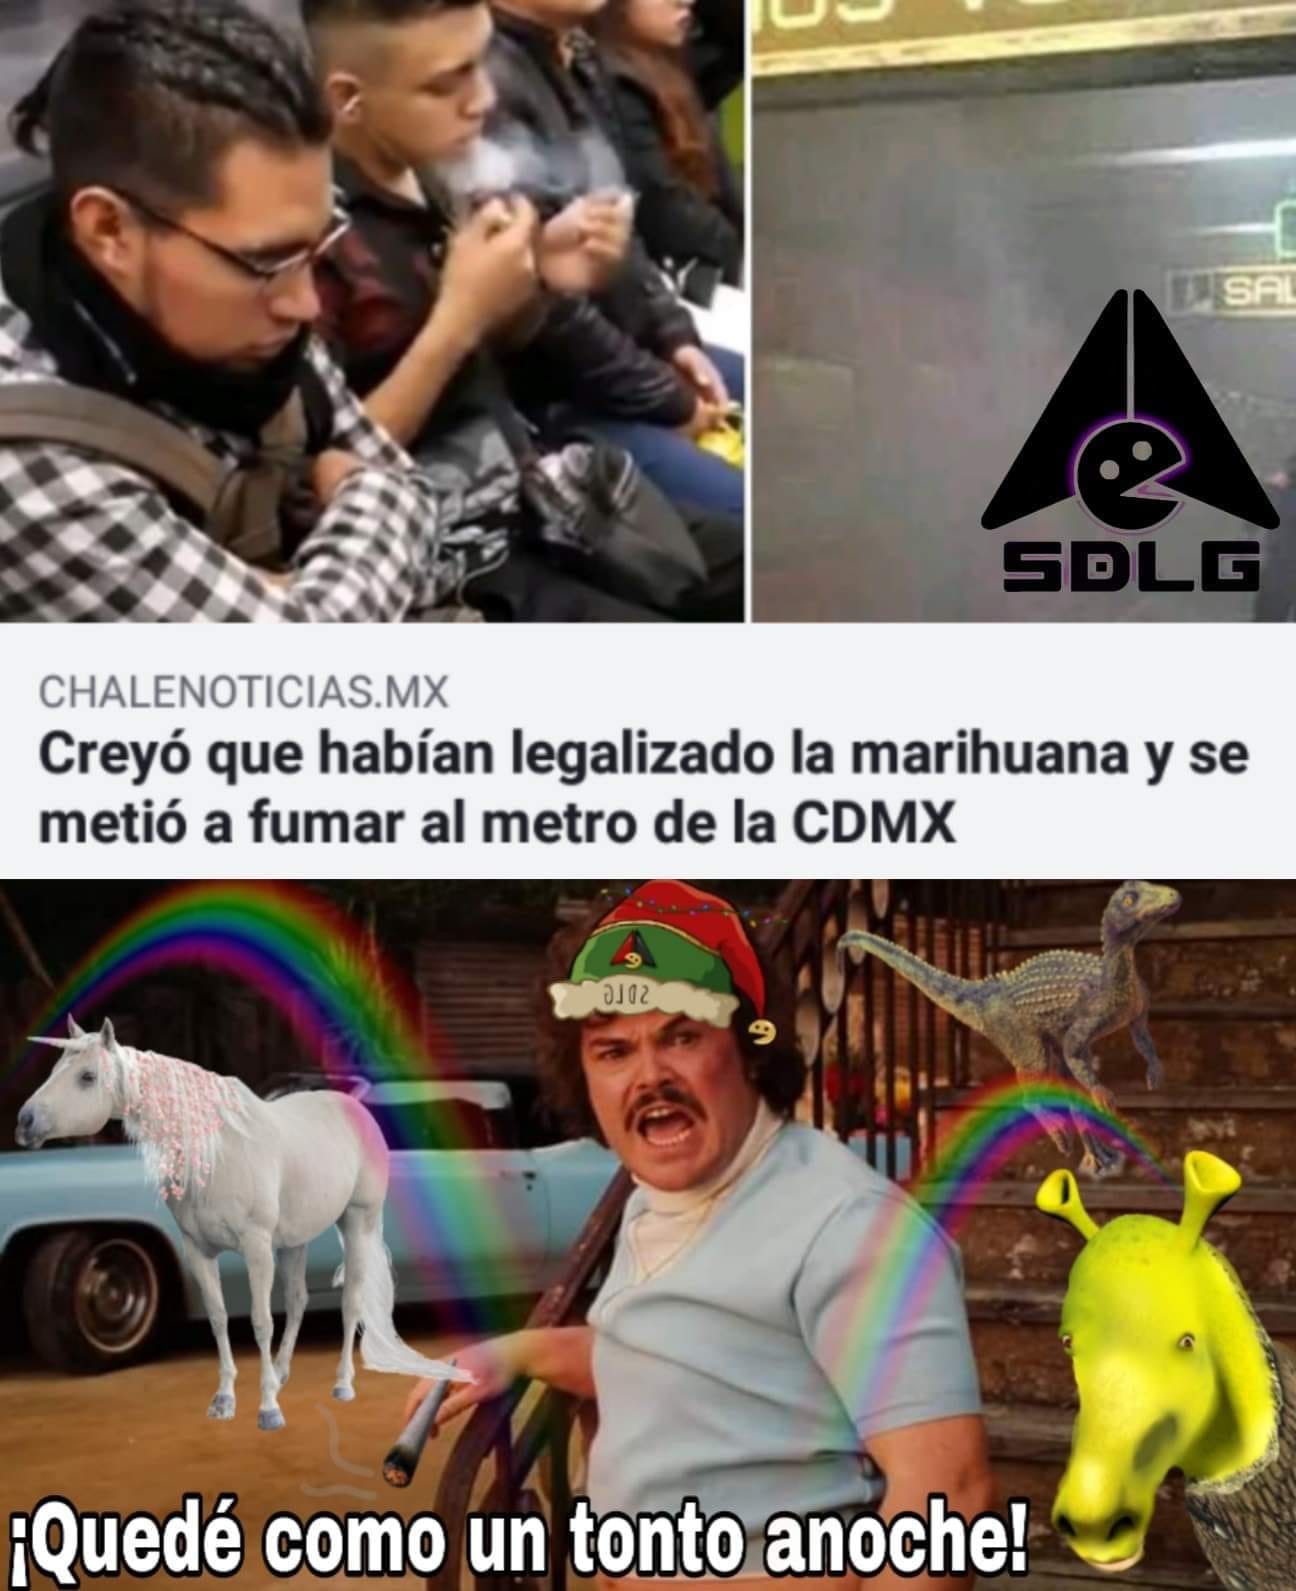 SDLG
CHALENOTICIAS.MX
Creyó que habían legalizado la marihuana y se
metió a fumar al metro de la CDMX
SDLG
¡Quedé como un tonto anoche!